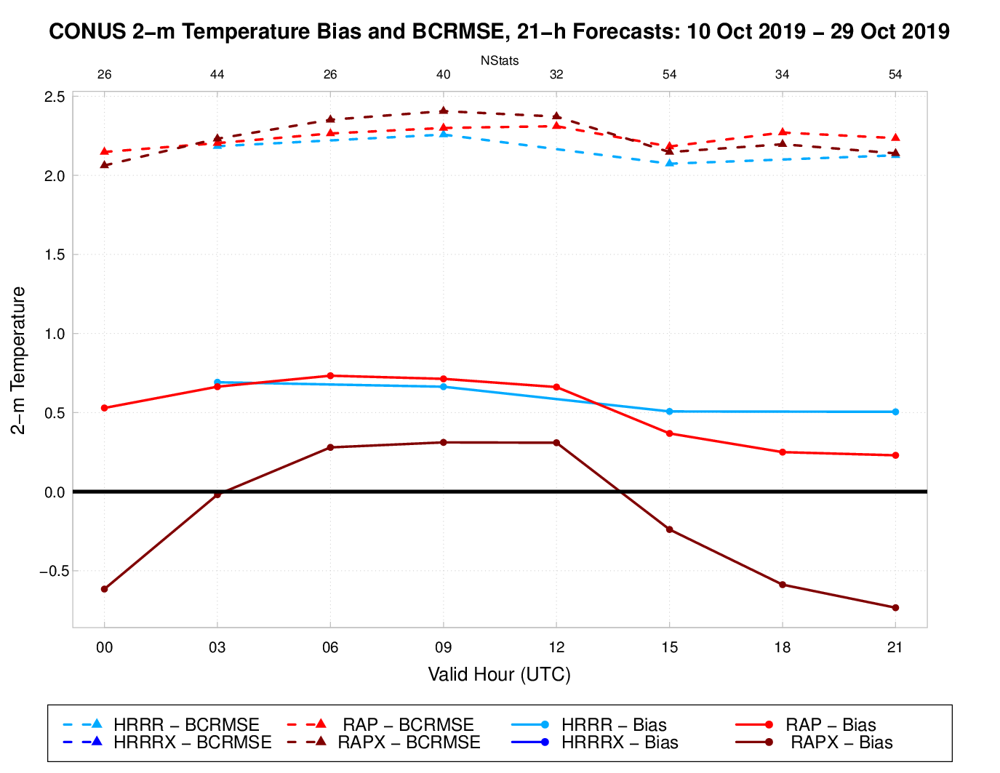 CONUS 2−m Temperature Bias and BCRMSE, 21−h Forecasts: 10 Oct 2019 − 29 Oct 2019
NStats
26 44 26 40 32 54 34 54
2.5
2.0
1.5
1.0
0.5
0.0
−0.5
2−m Temperature
00 03 06 09 12 15 18 21
Valid Hour (UTC)
HRRR − BCRMSE RAP − BCRMSE HRRR − Bias RAP − Bias
HRRRX − BCRMSE RAPX − BCRMSE HRRRX − Bias RAPX − Bias